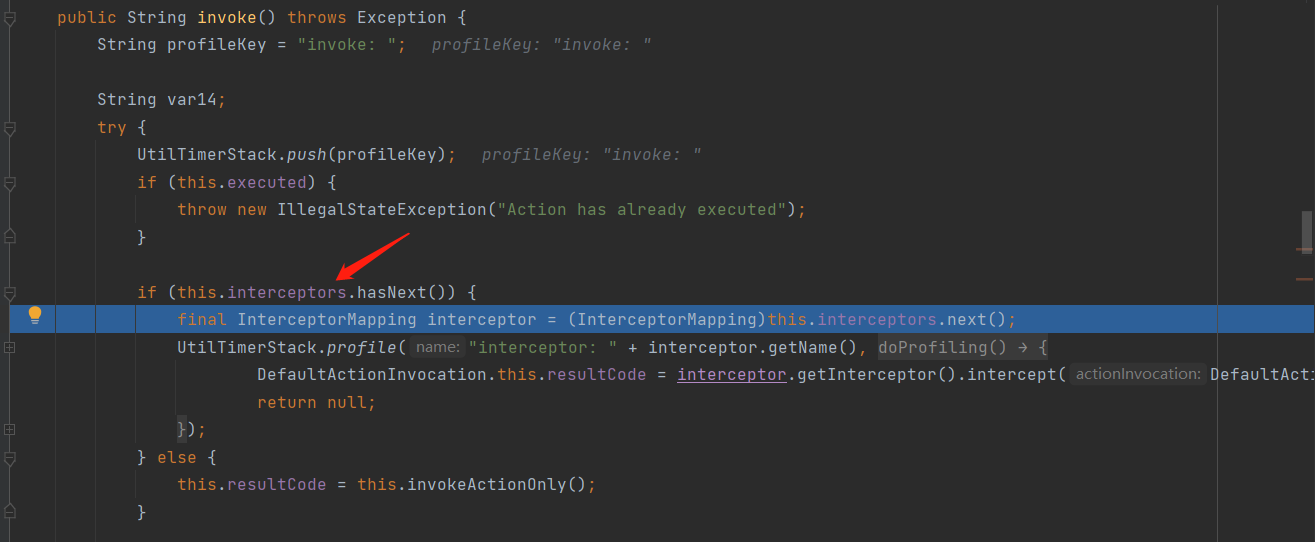 public String invoke() throws Exception {
String profileKey = "invoke: "; profileKey: "invoke: "
String var14;
try {
UtilTimerStack.push(profileKey); profileKey: "invoke: "
if (this.executed) {
throw new IllegalStateException("Action has already executed");
}
if (this.interceptors.hasNext()) {
final InterceptorMapping interceptor = (InterceptorMapping)this.interceptors.next();
UtilTimerStack.profile( name: "interceptor: " + interceptor.getName(), doProfiling() → {
DefaultActionInvocation.this.resultCode = interceptor.getInterceptor().intercept( actionInvocation: DefaultActi
return null;
});
} else {
this.resultCode = this.invokeActionOnly();
}